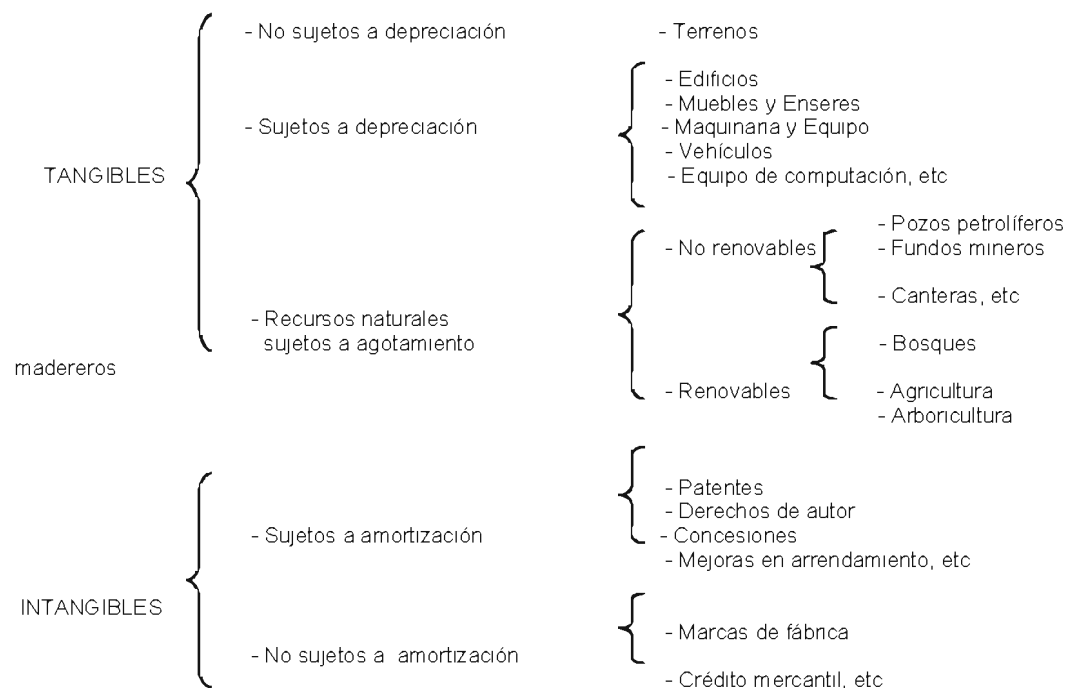 - No sujetos a depreciación
- Terrenos
- Sujetos a depreciación
- Edificios
- Muebles y Enseres
- Maquinaria y Equipo
- Vehículos
- Equipo de computación, etc
TANGIBLES
- Recursos naturales
sujetos a agotamiento
- No renovables
- Pozos petrolíferos
- Fundos mineros
- Canteras, etc
- Renovables
- Bosques
madereros
- Agricultura
- Arboricultura
INTANGIBLES
- Sujetos a amortización
- Patentes
- Derechos de autor
- Concesiones
- Mejoras en arrendamiento, etc
- No sujetos a amortización
- Marcas de fábrica
- Crédito mercantil, etc